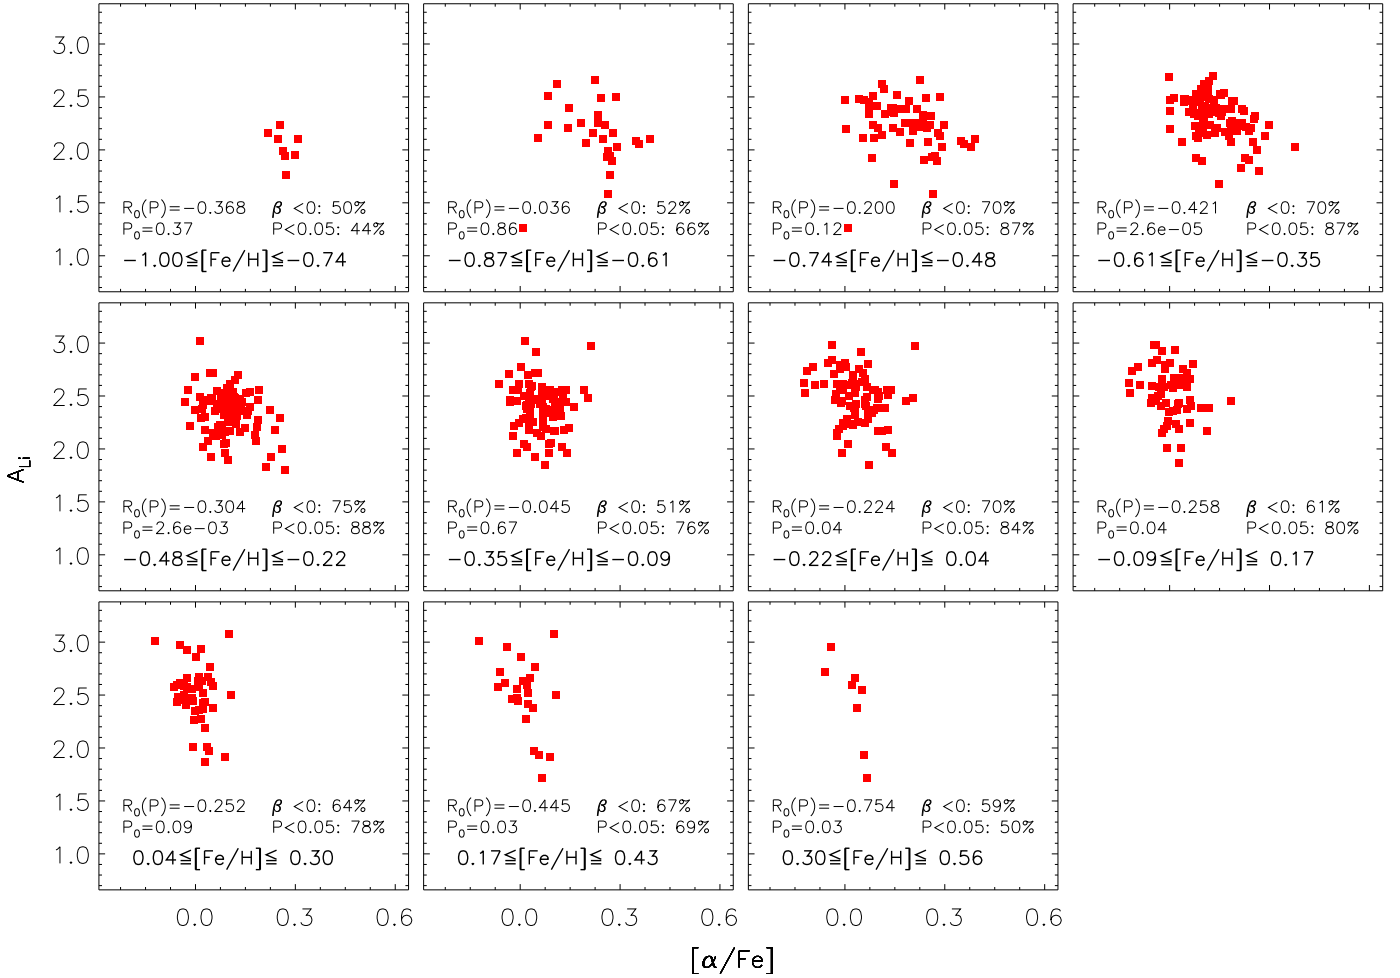 3.0
2.5
2.0
1.5
1.0
R₀(P)=−0.368 β <0: 50%
P₀=0.37 P<0.05: 44%
−1.00≦[Fe/H]≦−0.74
R₀(P)=−0.036 β <0: 52%
P₀=0.86 P<0.05: 66%
−0.87≦[Fe/H]≦−0.61
R₀(P)=−0.200 β <0: 70%
P₀=0.12 P<0.05: 87%
−0.74≦[Fe/H]≦−0.48
R₀(P)=−0.421 β <0: 70%
P₀=2.6e−05 P<0.05: 87%
−0.61≦[Fe/H]≦−0.35
A_Li
3.0
2.5
2.0
1.5
1.0
R₀(P)=−0.304 β <0: 75%
P₀=2.6e−03 P<0.05: 88%
−0.48≦[Fe/H]≦−0.22
R₀(P)=−0.045 β <0: 51%
P₀=0.67 P<0.05: 76%
−0.35≦[Fe/H]≦−0.09
R₀(P)=−0.224 β <0: 70%
P₀=0.04 P<0.05: 84%
−0.22≦[Fe/H]≦ 0.04
R₀(P)=−0.258 β <0: 61%
P₀=0.04 P<0.05: 80%
−0.09≦[Fe/H]≦ 0.17
3.0
2.5
2.0
1.5
1.0
R₀(P)=−0.252 β <0: 64%
P₀=0.09 P<0.05: 78%
0.04≦[Fe/H]≦ 0.30
R₀(P)=−0.445 β <0: 67%
P₀=0.03 P<0.05: 69%
0.17≦[Fe/H]≦ 0.43
R₀(P)=−0.754 β <0: 59%
P₀=0.03 P<0.05: 50%
0.30≦[Fe/H]≦ 0.56
0.0 0.3 0.6 0.0 0.3 0.6 0.0 0.3 0.6
[α/Fe]